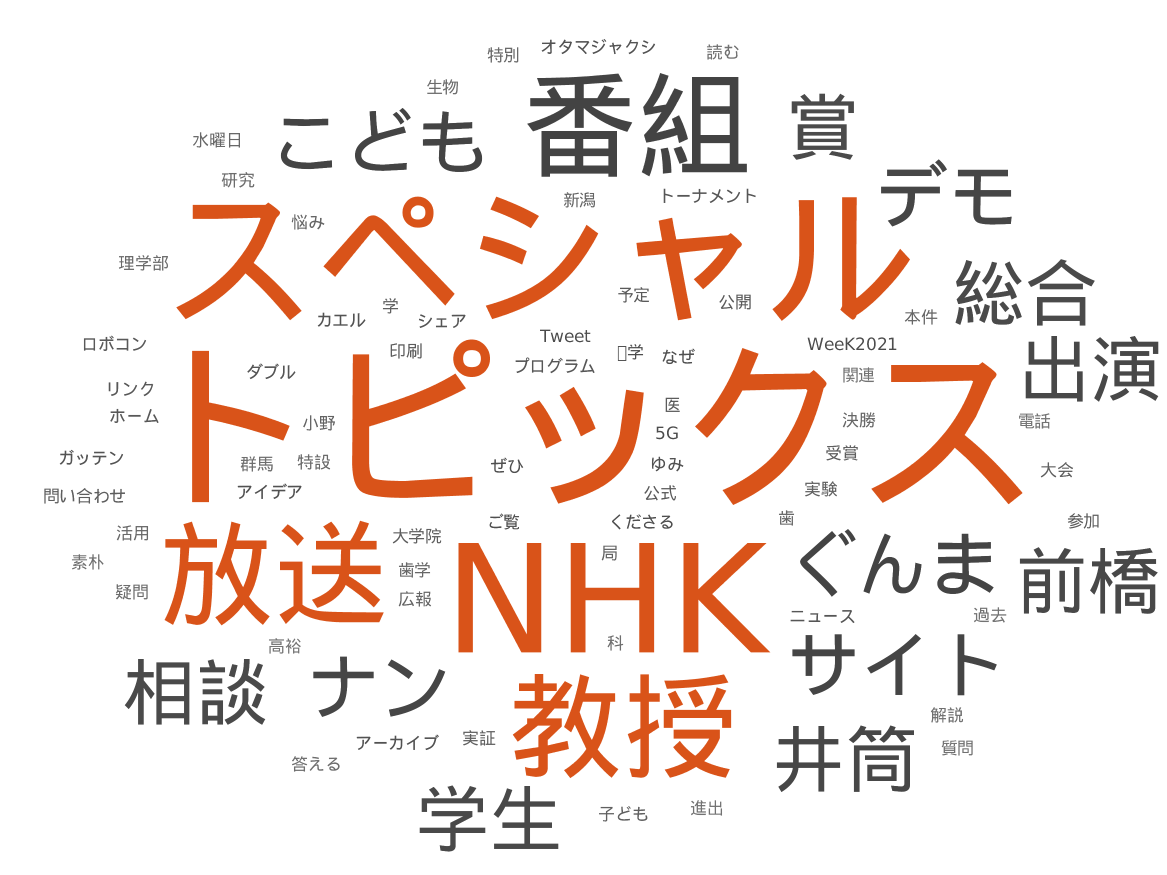 特別
オタマジャクシ
読む
生物
こども
番組
賞
水曜日
研究
悩み
新潟
トーナメント
デモ
理学部
スペシャル
総合
学
カエル
シェア
予定
公開
本件
ロボコン
印刷
Tweet
プログラム
学
なぜ
WeeK2021
関連
出演
リンク
ホーム
ダブル
小野
トピックス
医
5G
決勝
電話
ガッテン
群馬
特設
ぜひ
ゆみ
受賞
大会
問い合わせ
アイデア
公式
実験
活用
放送
大学院
ご覧
くださる
歯
参加
素朴
歯学
NHK
局
ぐんま
前橋
疑問
広報
ニュース
過去
高裕
科
相談
ナン
サイト
アーカイブ
実証
教授
解説
井筒
質問
答える
学生
子ども
進出